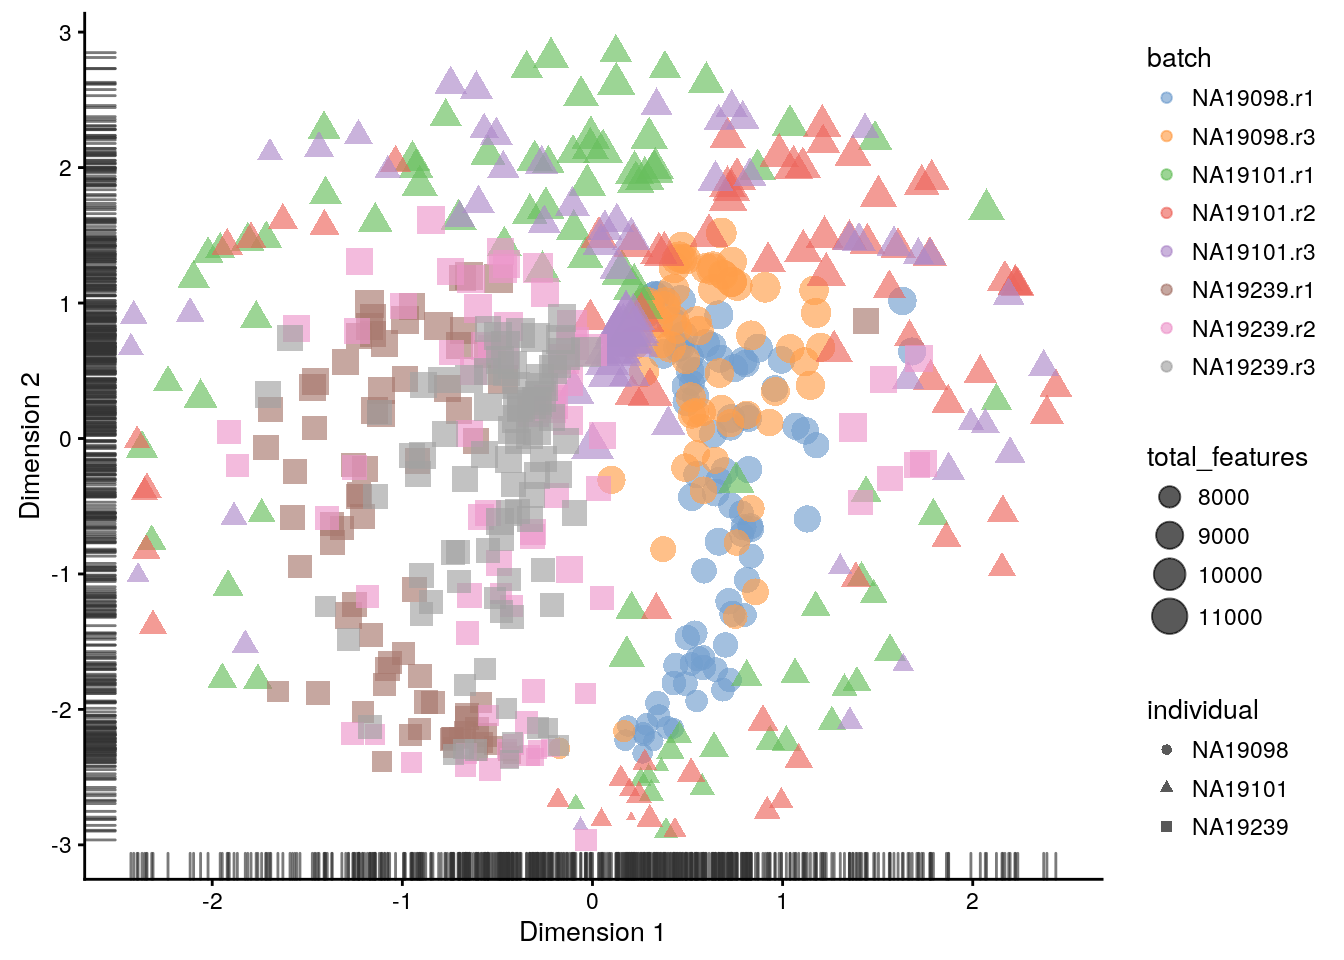 3
2
1
0
-1
-2
-3
Dimension 2
-2
-1
0
1
2
Dimension 1
batch
NA19098.r1
NA19098.r3
NA19101.r1
NA19101.r2
NA19101.r3
NA19239.r1
NA19239.r2
NA19239.r3
total_features
8000
9000
10000
11000
individual
NA19098
NA19101
NA19239